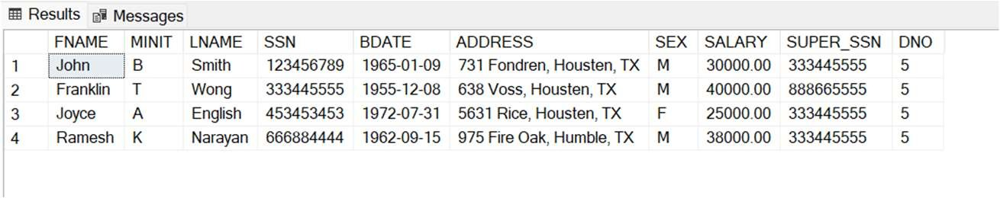 Results Messages
FNAME MINIT LNAME SSN BDATE ADDRESS SEX SALARY SUPER_SSN DNO
1 John B Smith 123456789 1965-01-09 731 Fondren, Housten, TX M 30000.00 333445555 5
2 Franklin T Wong 333445555 1955-12-08 638 Voss, Housten, TX M 40000.00 888665555 5
3 Joyce A English 453453453 1972-07-31 5631 Rice, Housten, TX F 25000.00 333445555 5
4 Ramesh K Narayan 666884444 1962-09-15 975 Fire Oak, Humble, TX M 38000.00 333445555 5